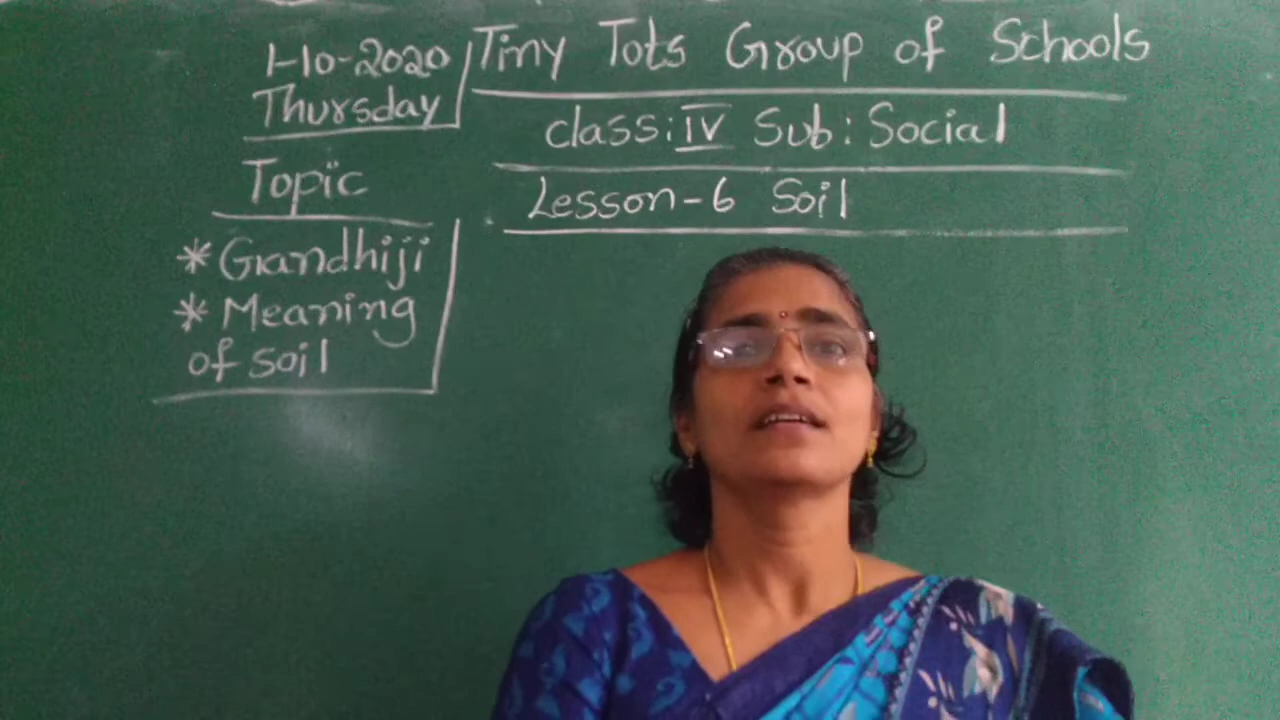 1-10-2020
Thursday
Tiny Tots Group of Schools
class: IV Sub: Social
Lesson-6 Soil
Topic
* Gandhiji
* Meaning
of soil